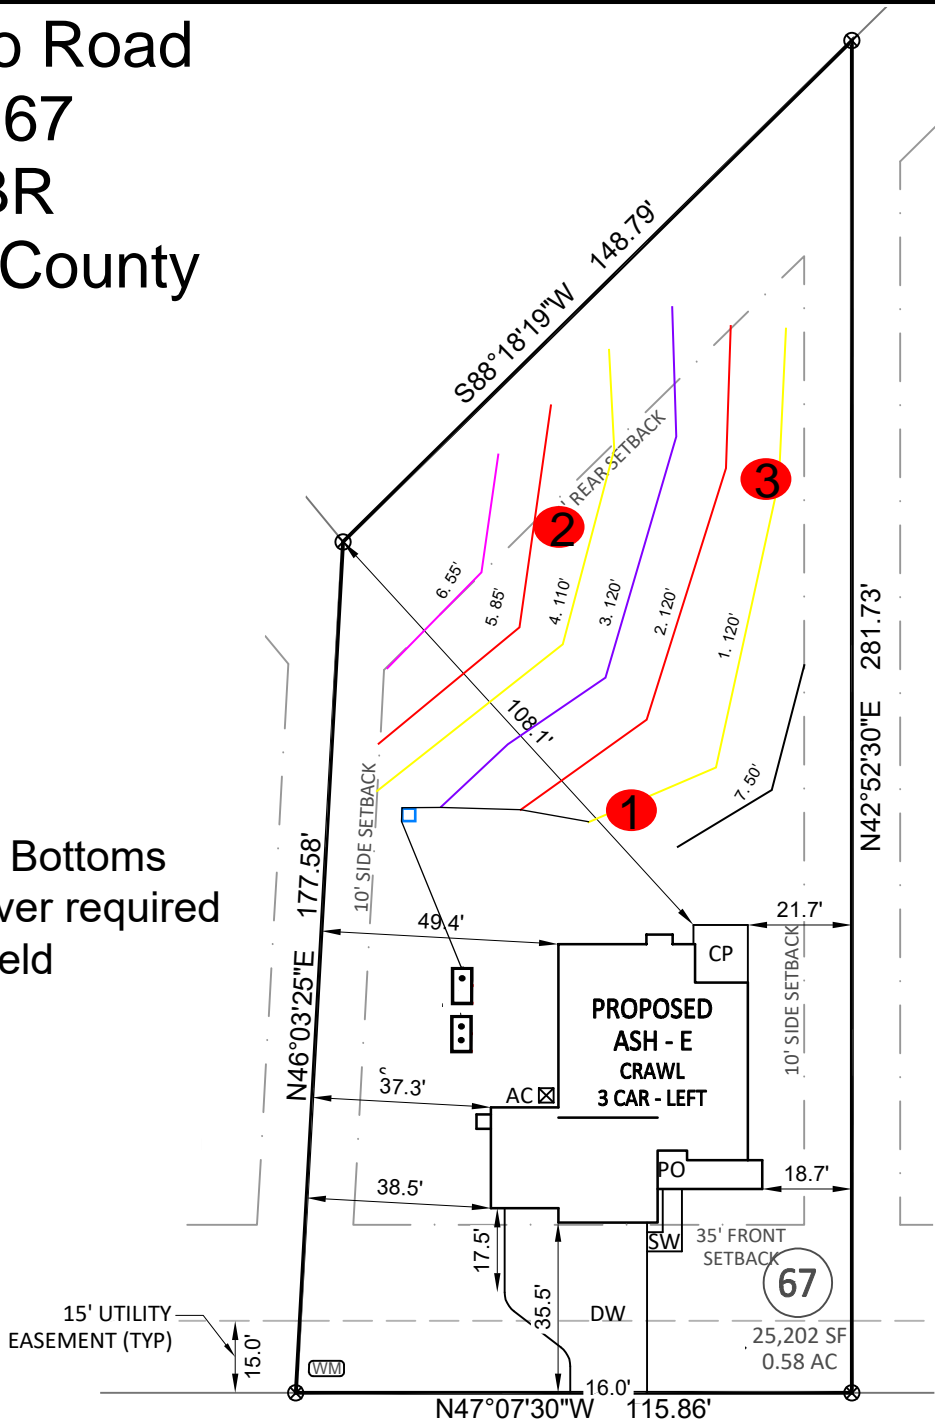 Road
67
BR
County
S88°18'19"W 148.79'
REAR SETBACK
3
2
6. 55'
5. 85'
4. 110'
3. 120'
2. 120'
1. 120'
108.1'
7. 50'
1
N42°52'30"E 281.73'
10' SIDE SETBACK
Bottoms
required
N46°03'25"E 177.58'
49.4'
21.7'
CP
10' SIDE SETBACK
PROPOSED
ASH - E
CRAWL
3 CAR - LEFT
37.3'
AC
38.5'
PO
18.7'
17.5'
SW
35' FRONT
SETBACK
67
35.5'
DW
15' UTILITY
EASEMENT (TYP)
15.0'
25,202 SF
0.58 AC
WM
16.0'
N47°07'30"W 115.86'